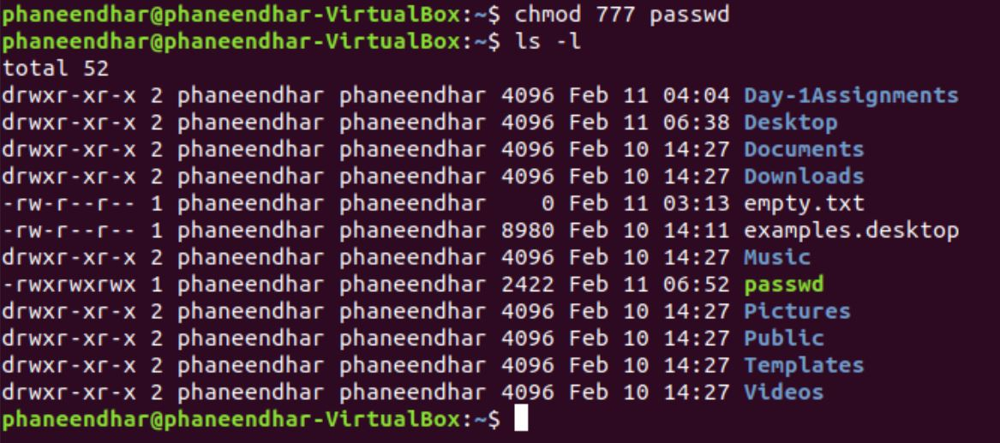 phaneendhar@phaneendhar-VirtualBox:~$ chmod 777 passwd
phaneendhar@phaneendhar-VirtualBox:~$ ls -l
total 52
drwxr-xr-x 2 phaneendhar phaneendhar 4096 Feb 11 04:04 Day-1Assignments
drwxr-xr-x 2 phaneendhar phaneendhar 4096 Feb 11 06:38 Desktop
drwxr-xr-x 2 phaneendhar phaneendhar 4096 Feb 10 14:27 Documents
drwxr-xr-x 2 phaneendhar phaneendhar 4096 Feb 10 14:27 Downloads
-rw-r--r-- 1 phaneendhar phaneendhar    0 Feb 11 03:13 empty.txt
-rw-r--r-- 1 phaneendhar phaneendhar 8980 Feb 10 14:11 examples.desktop
drwxr-xr-x 2 phaneendhar phaneendhar 4096 Feb 10 14:27 Music
-rwxrwxrwx 1 phaneendhar phaneendhar 2422 Feb 11 06:52 passwd
drwxr-xr-x 2 phaneendhar phaneendhar 4096 Feb 10 14:27 Pictures
drwxr-xr-x 2 phaneendhar phaneendhar 4096 Feb 10 14:27 Public
drwxr-xr-x 2 phaneendhar phaneendhar 4096 Feb 10 14:27 Templates
drwxr-xr-x 2 phaneendhar phaneendhar 4096 Feb 10 14:27 Videos
phaneendhar@phaneendhar-VirtualBox:~$